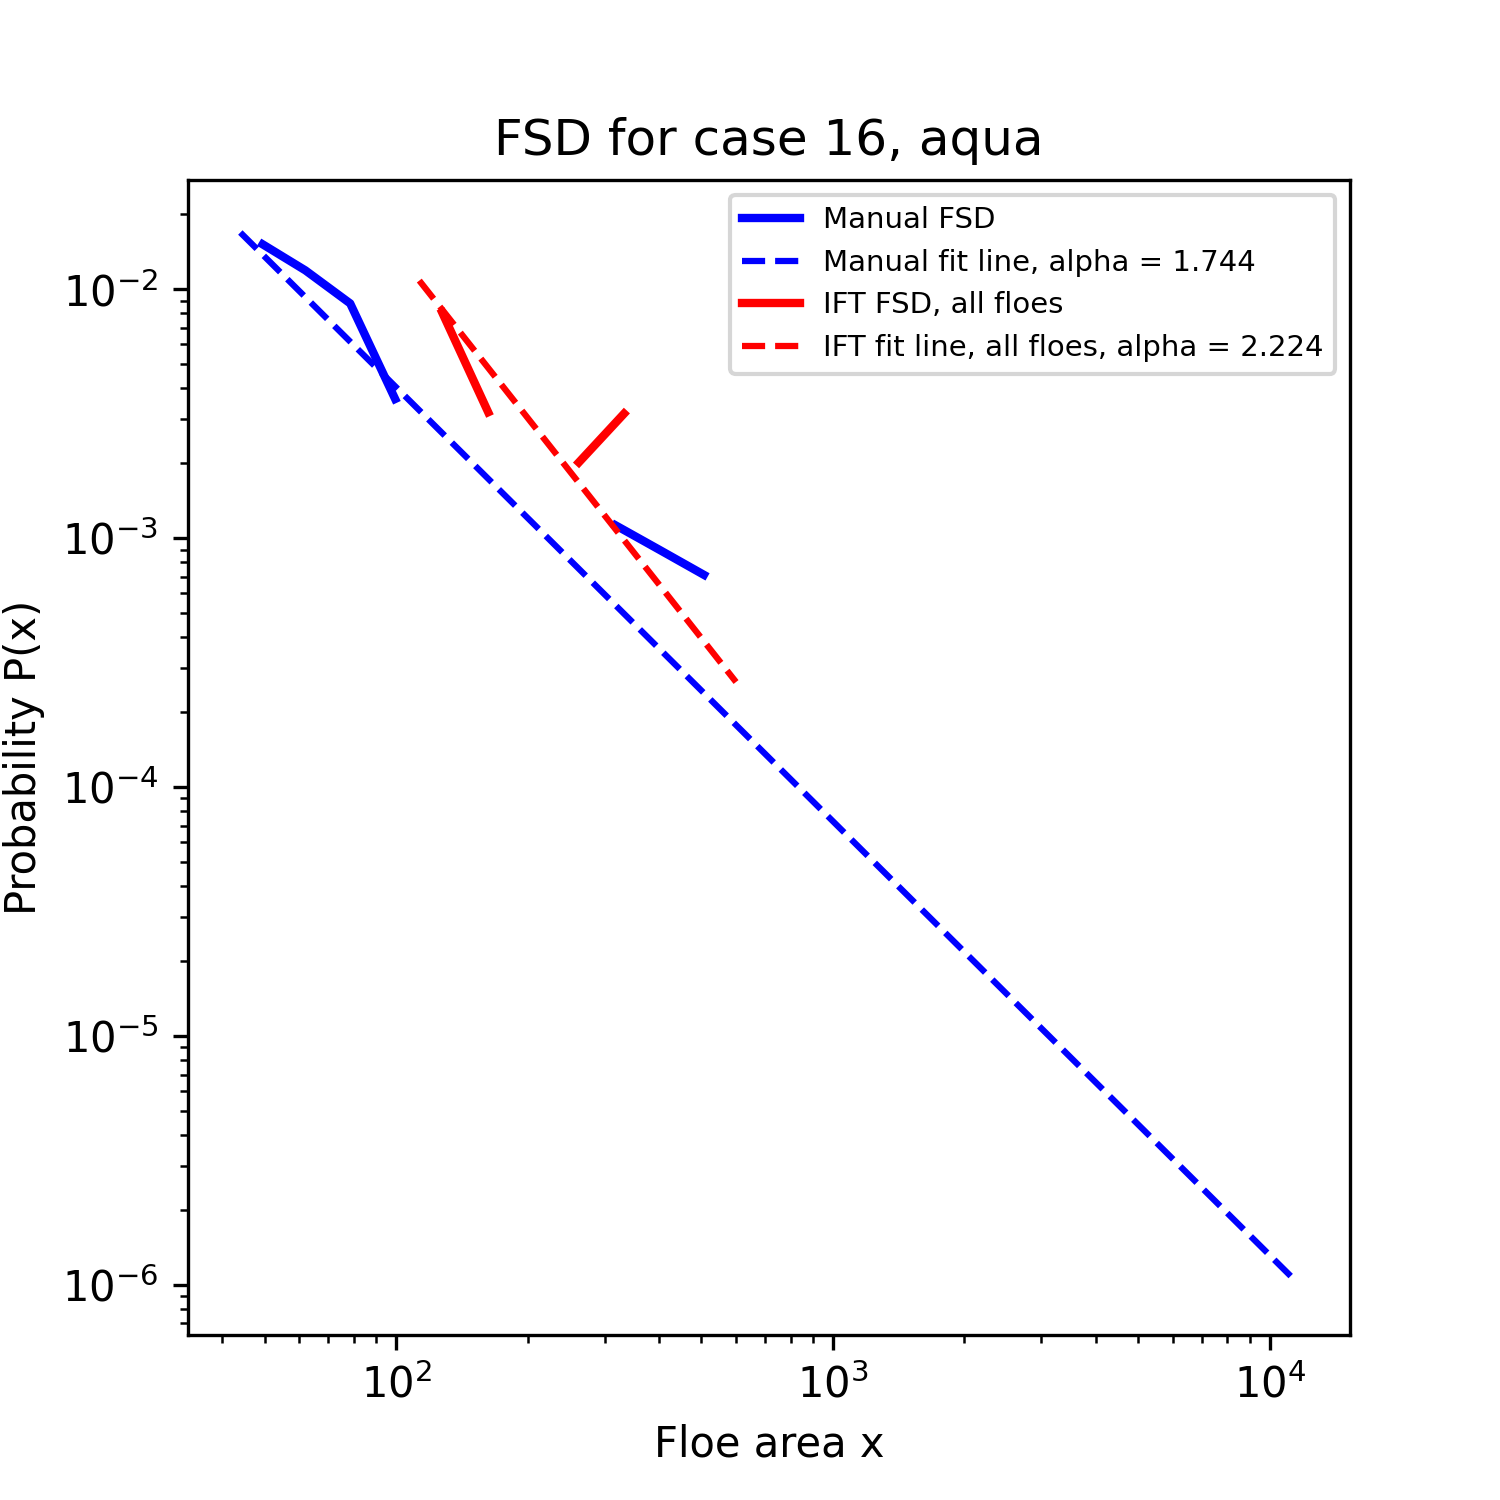 FSD for case 16, aqua
Manual FSD
Manual fit line, alpha = 1.744
IFT FSD, all floes
IFT fit line, all floes, alpha = 2.224
Probability P(x)
10⁻²
10⁻³
10⁻⁴
10⁻⁵
10⁻⁶
10² 10³ 10⁴
Floe area x